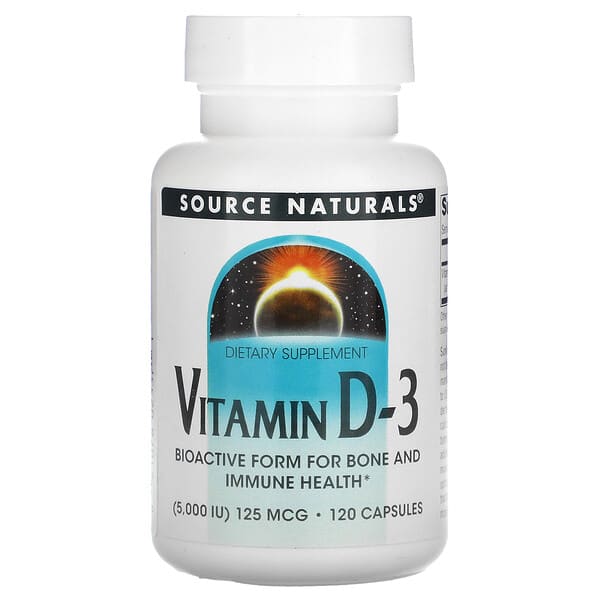 SOURCE NATURALS®
DIETARY SUPPLEMENT
VITAMIN D-3
BIOACTIVE FORM FOR BONE AND
IMMUNE HEALTH*
(5,000 IU) 125 MCG • 120 CAPSULES